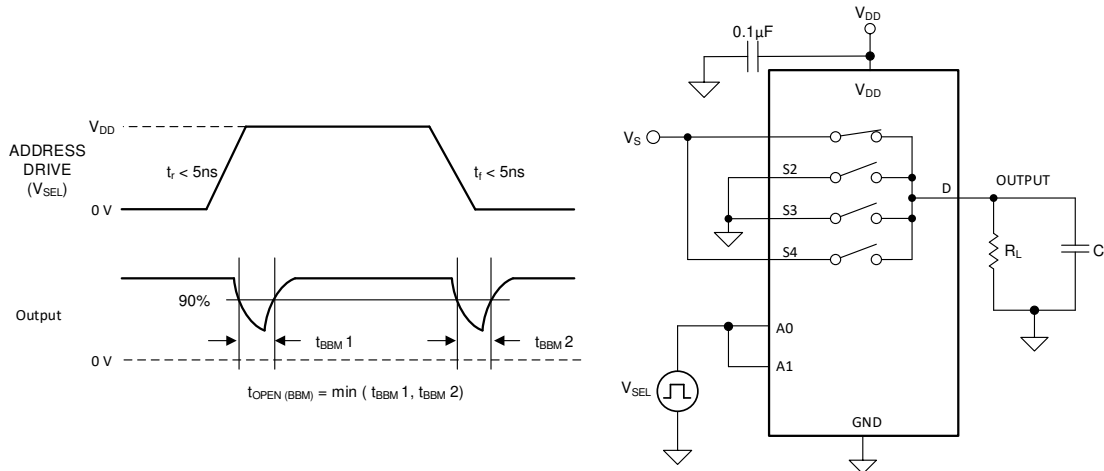 V_DD
ADDRESS
DRIVE
(V_SEL)
t_r < 5ns
t_f < 5ns
0 V
90%
Output
t_BBM 1
t_BBM 2
0 V
t_OPEN (BBM) = min ( t_BBM 1, t_BBM 2)
V_DD
0.1µF
V_DD
V_S
S2
D
OUTPUT
S3
S4
R_L
C
A0
A1
V_SEL
GND